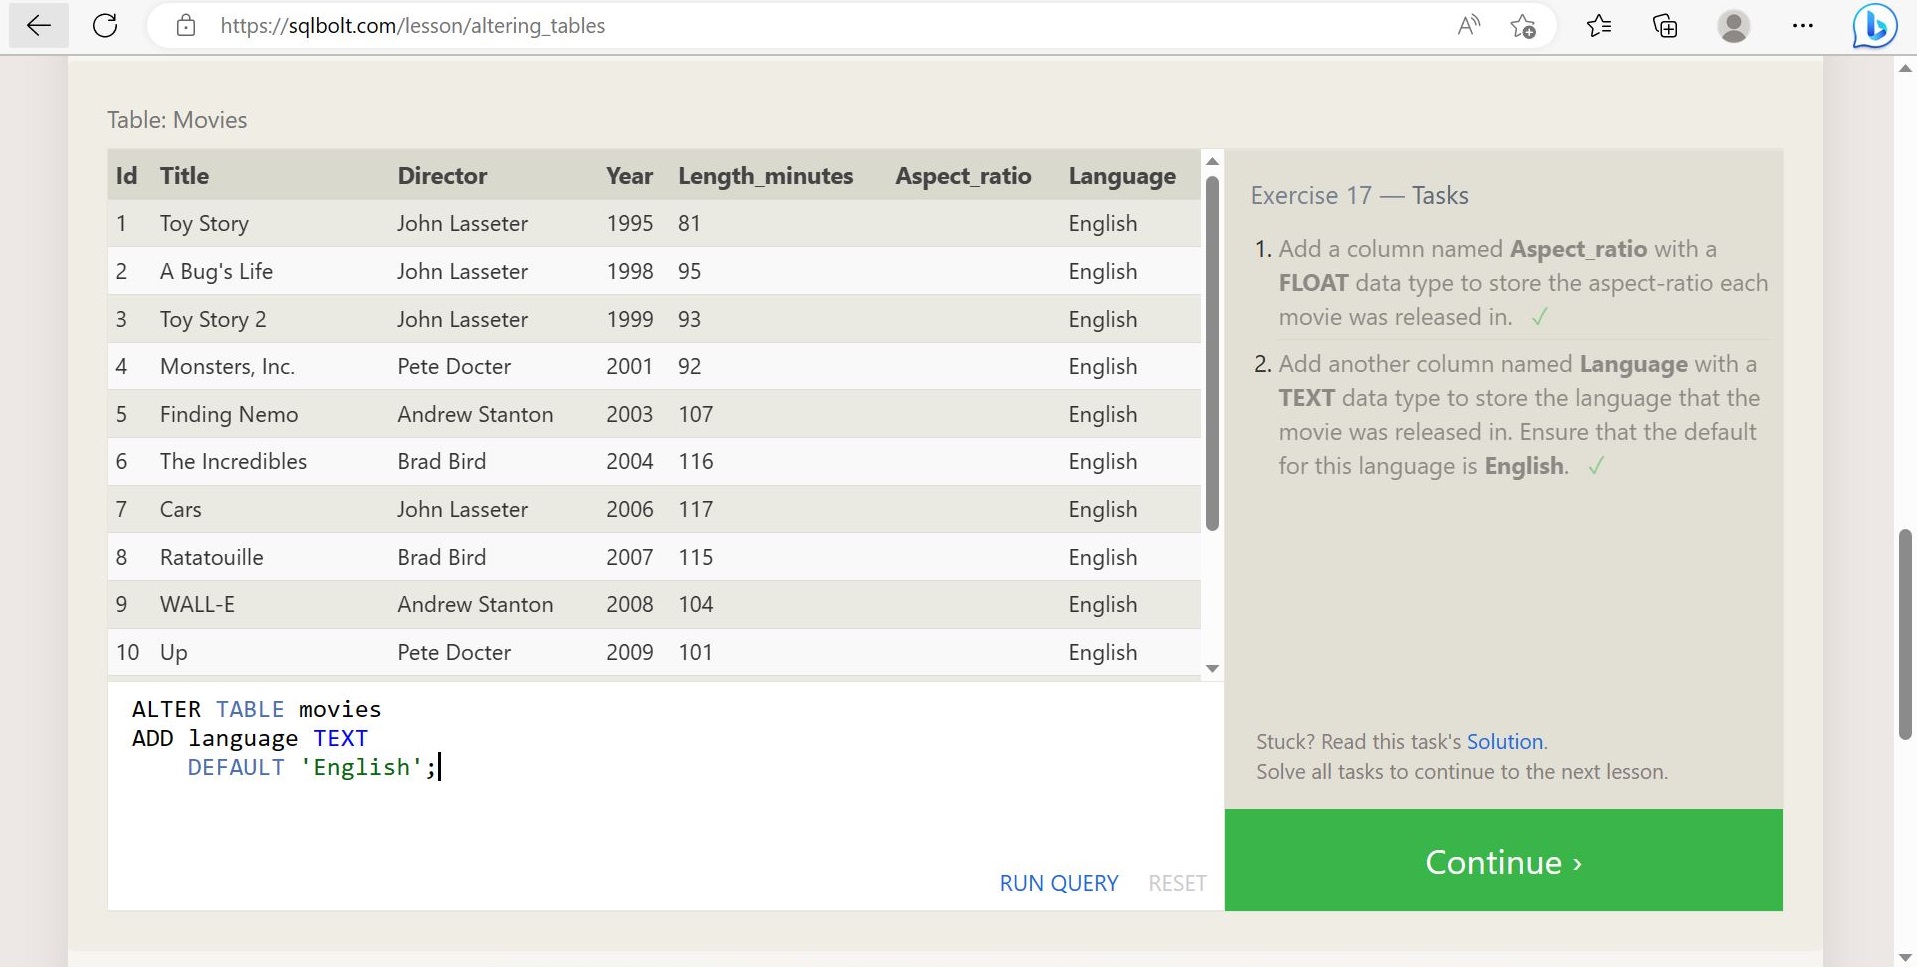 https://sqlbolt.com/lesson/altering_tables
Table: Movies
Id Title Director Year Length_minutes Aspect_ratio Language
1 Toy Story John Lasseter 1995 81 English
2 A Bug's Life John Lasseter 1998 95 English
3 Toy Story 2 John Lasseter 1999 93 English
4 Monsters, Inc. Pete Docter 2001 92 English
5 Finding Nemo Andrew Stanton 2003 107 English
6 The Incredibles Brad Bird 2004 116 English
7 Cars John Lasseter 2006 117 English
8 Ratatouille Brad Bird 2007 115 English
9 WALL-E Andrew Stanton 2008 104 English
10 Up Pete Docter 2009 101 English
ALTER TABLE movies
ADD language TEXT
DEFAULT 'English';
RUN QUERY RESET
Exercise 17 — Tasks
1. Add a column named Aspect_ratio with a
FLOAT data type to store the aspect-ratio each
movie was released in. ✓
2. Add another column named Language with a
TEXT data type to store the language that the
movie was released in. Ensure that the default
for this language is English. ✓
Stuck? Read this task's Solution.
Solve all tasks to continue to the next lesson.
Continue ›